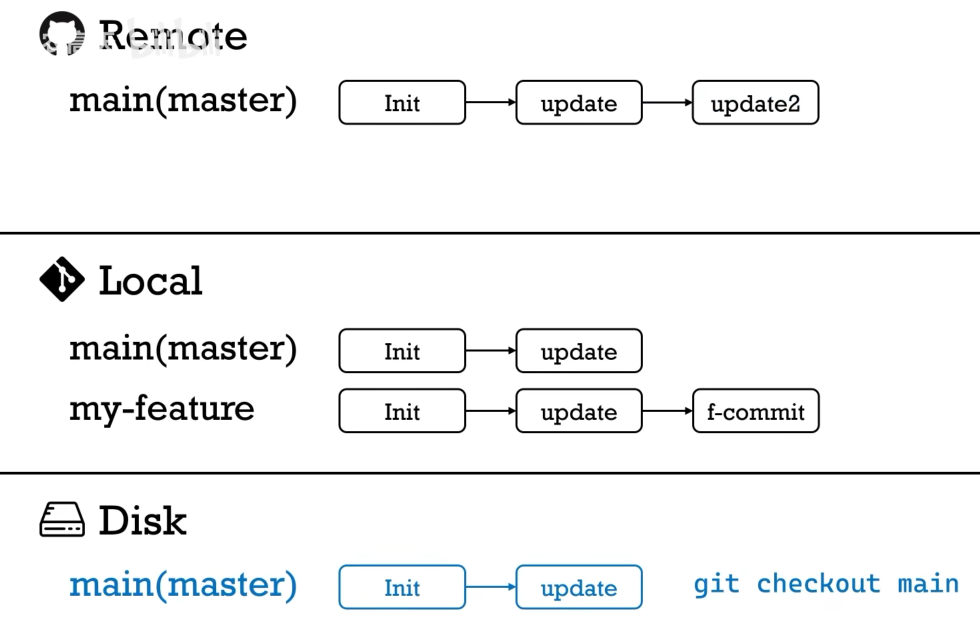 Remote
main(master) Init update update2
Local
main(master) Init update
my-feature Init update f-commit
Disk
main(master) Init update git checkout main